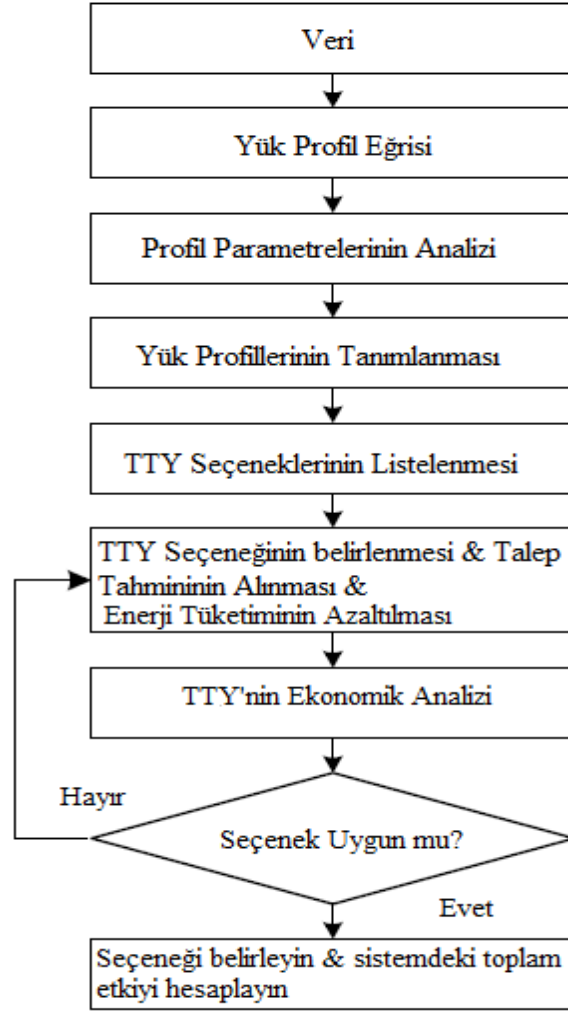 Veri
Yük Profil Eğrisi
Profil Parametrelerinin Analizi
Yük Profillerinin Tanımlanması
TTY Seçeneklerinin Listelenmesi
TTY Seçeneğinin belirlenmesi & Talep
Tahmininin Alınması &
Enerji Tüketiminin Azaltılması
TTY'nin Ekonomik Analizi
Hayır
Seçenek Uygun mu?
Evet
Seçeneği belirleyin & sistemdeki toplam
etkiyi hesaplayın